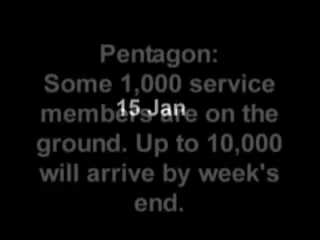 Pentagon:
Some 1,000 service
members are on the
15 Jan
ground. Up to 10,000
will arrive by week's
end.